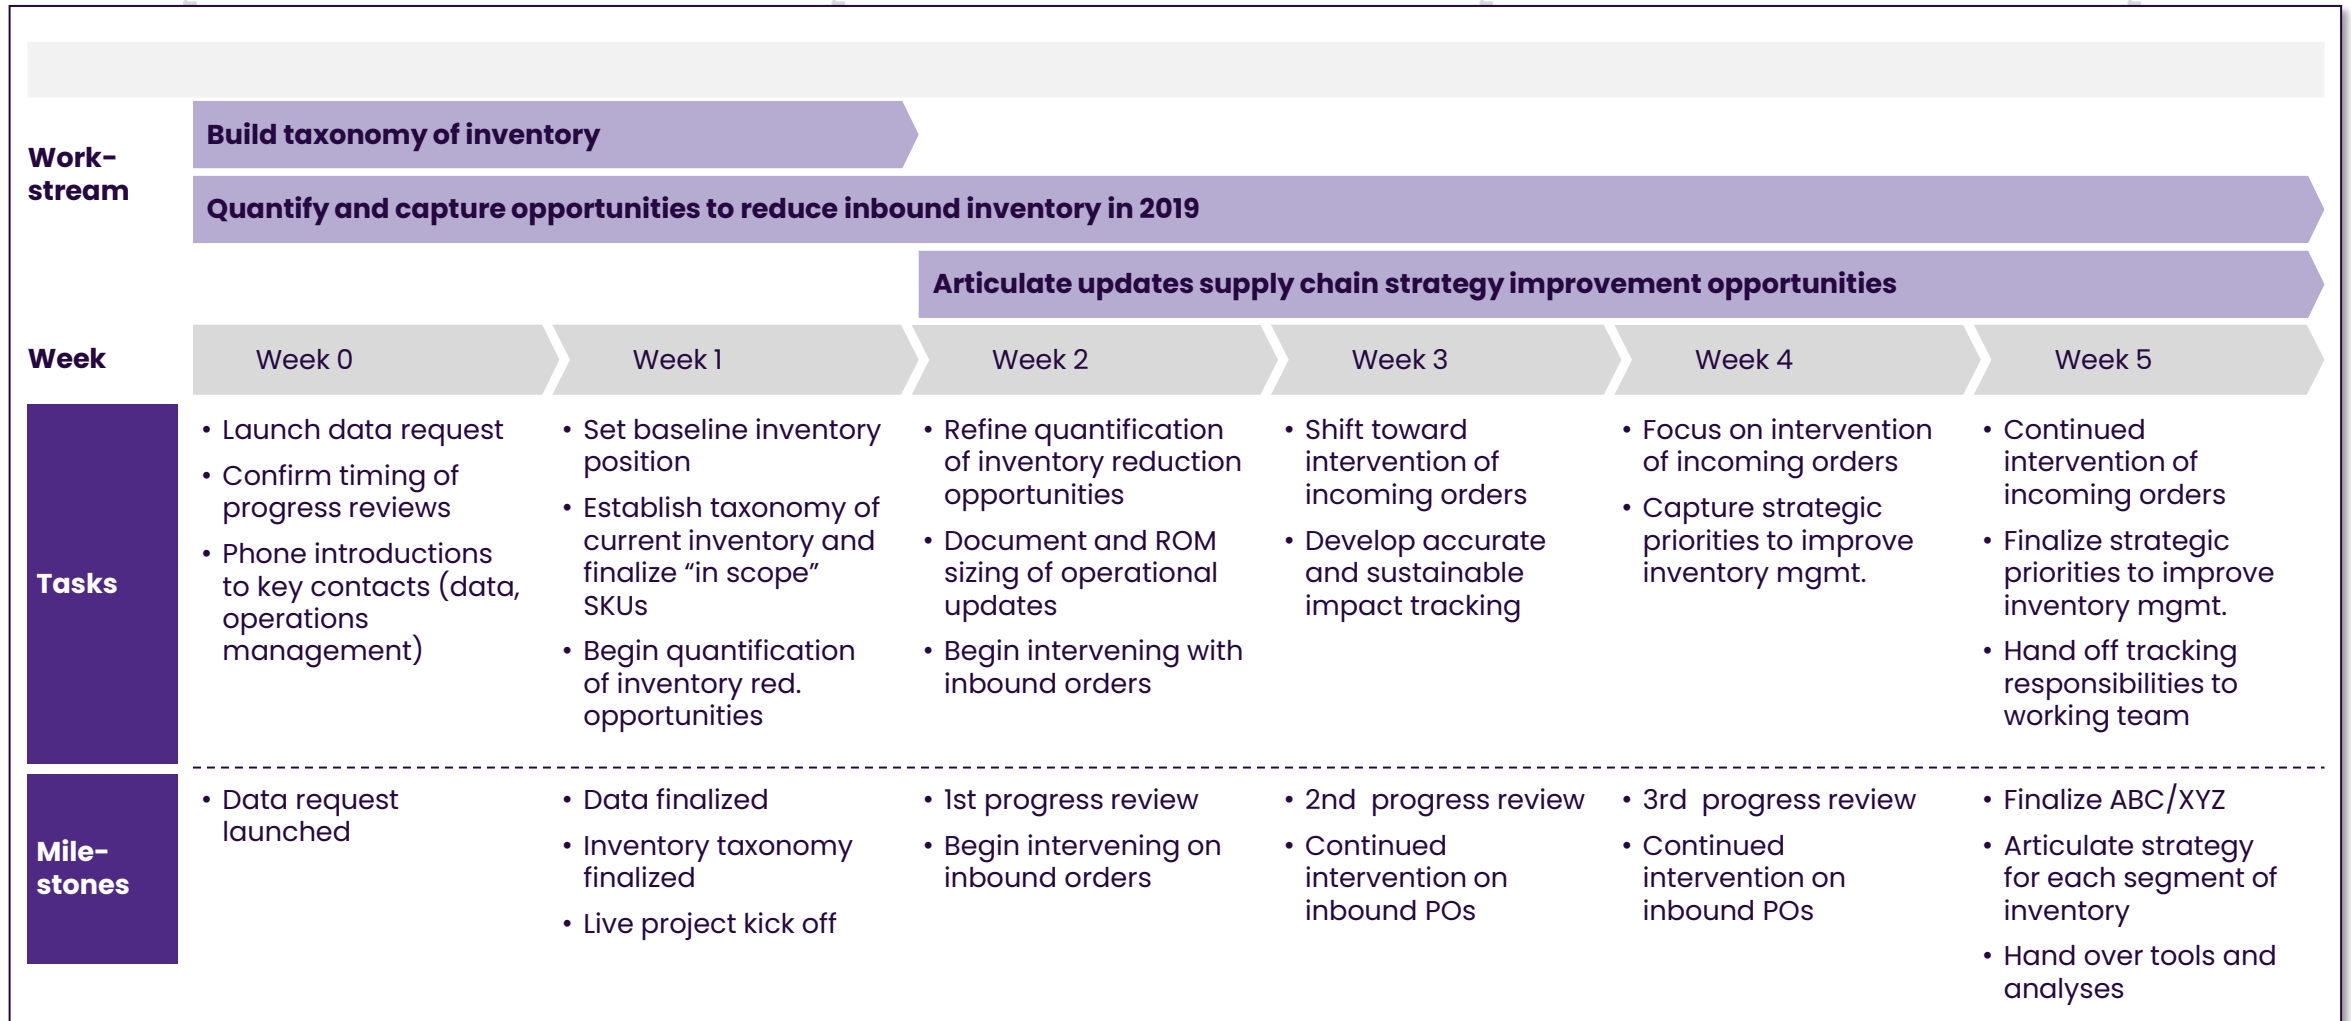 Work-
stream
Build taxonomy of inventory
Quantify and capture opportunities to reduce inbound inventory in 2019
Articulate updates supply chain strategy improvement opportunities
Week
Week 0
Week 1
Week 2
Week 3
Week 4
Week 5
Tasks
• Launch data request
• Confirm timing of
progress reviews
• Phone introductions
to key contacts (data,
operations
management)
• Set baseline inventory
position
• Establish taxonomy of
current inventory and
finalize “in scope”
SKUs
• Begin quantification
of inventory red.
opportunities
• Refine quantification
of inventory reduction
opportunities
• Document and ROM
sizing of operational
updates
• Begin intervening with
inbound orders
• Shift toward
intervention of
incoming orders
• Develop accurate
and sustainable
impact tracking
• Focus on intervention
of incoming orders
• Capture strategic
priorities to improve
inventory mgmt.
• Continued
intervention of
incoming orders
• Finalize strategic
priorities to improve
inventory mgmt.
• Hand off tracking
responsibilities to
working team
Mile-
stones
• Data request
launched
• Data finalized
• Inventory taxonomy
finalized
• Live project kick off
• 1st progress review
• Begin intervening on
inbound orders
• 2nd  progress review
• Continued
intervention on
inbound POs
• 3rd  progress review
• Continued
intervention on
inbound POs
• Finalize ABC/XYZ
• Articulate strategy
for each segment of
inventory
• Hand over tools and
analyses